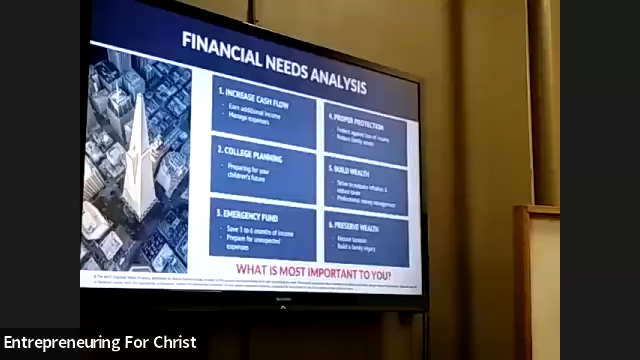 FINANCIAL NEEDS ANALYSIS
1. INCREASE CASH FLOW
Earn additional income
Manage expenses
2. COLLEGE PLANNING
Preparing for your
children's future
3. EMERGENCY FUND
Save 3 to 6 months of income
Prepare for unexpected
expenses
4. PROPER PROTECTION
Protect against loss of income
Protect family assets
5. BUILD WEALTH
Strive to outpace inflation &
reduce taxes
Professional money management
6. PRESERVE WEALTH
Reduce taxation
Build a family legacy
WHAT IS MOST IMPORTANT TO YOU?
Entrepreneuring For Christ